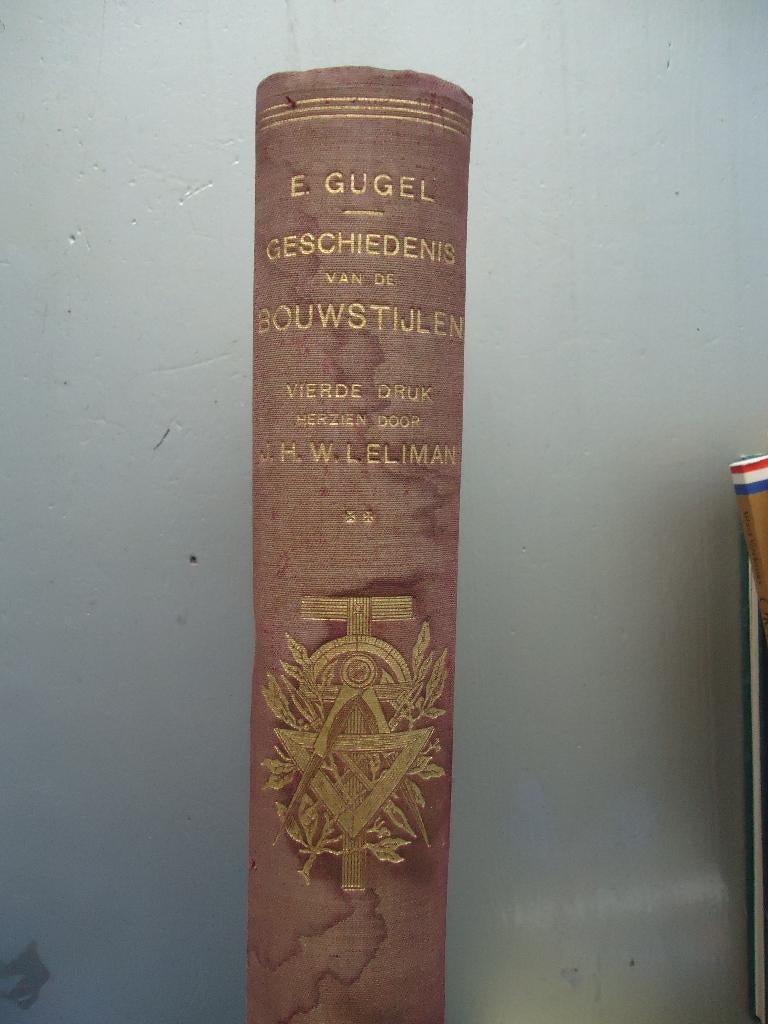 E. GUGEL
GESCHIEDENIS
VAN DE
BOUWSTIJLEN
VIERDE DRUK
HERZIEN DOOR
J. H. W. LELIMAN